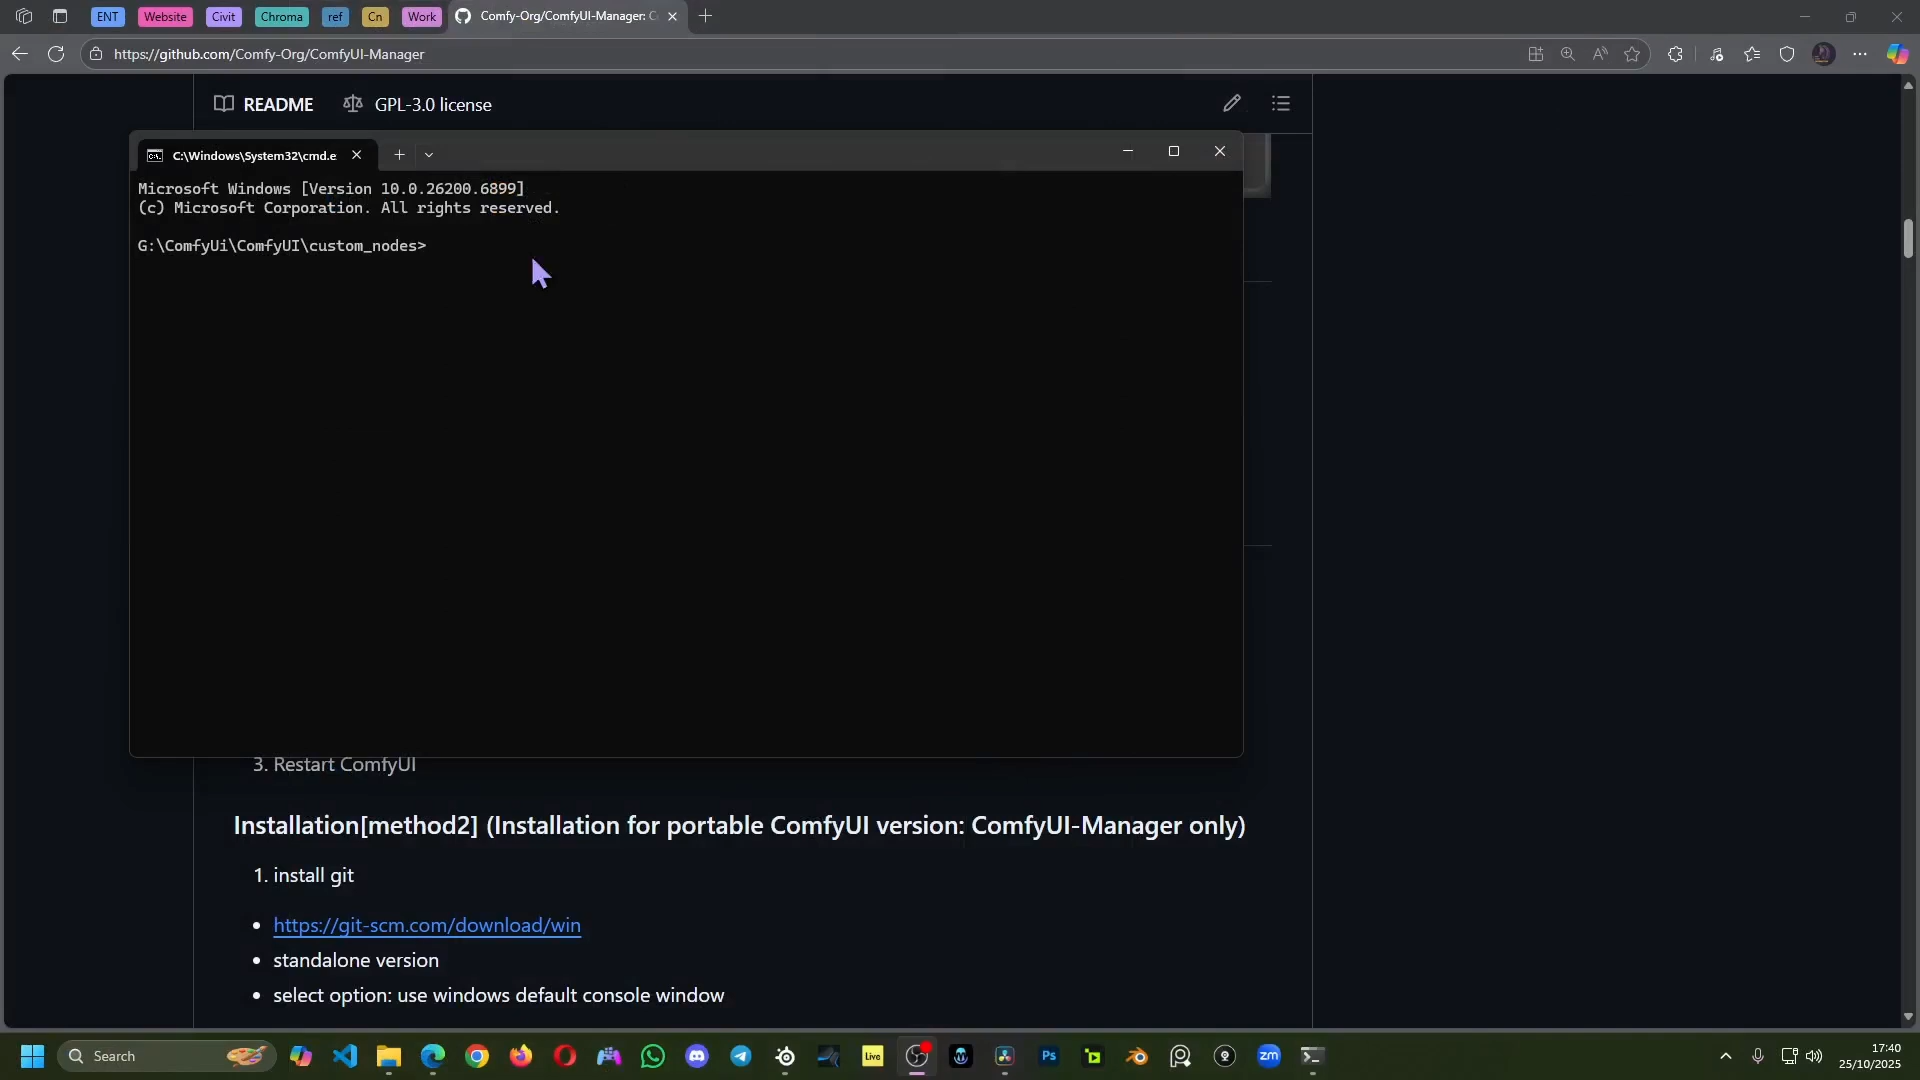 ENT
Website
Civit
Chroma
ref
Cn
Work
Comfy-Org/ComfyUI-Manager: C
https://github.com/Comfy-Org/ComfyUI-Manager
README
GPL-3.0 license
C:\Windows\System32\cmd.e
Microsoft Windows [Version 10.0.26200.6899]
(c) Microsoft Corporation. All rights reserved.
G:\ComfyUi\ComfyUI\custom_nodes>
3. Restart ComfyUI
Installation[method2] (Installation for portable ComfyUI version: ComfyUI-Manager only)
1. install git
• https://git-scm.com/download/win
• standalone version
• select option: use windows default console window
Search
Live
Ps
zm
17:40
25/10/2025